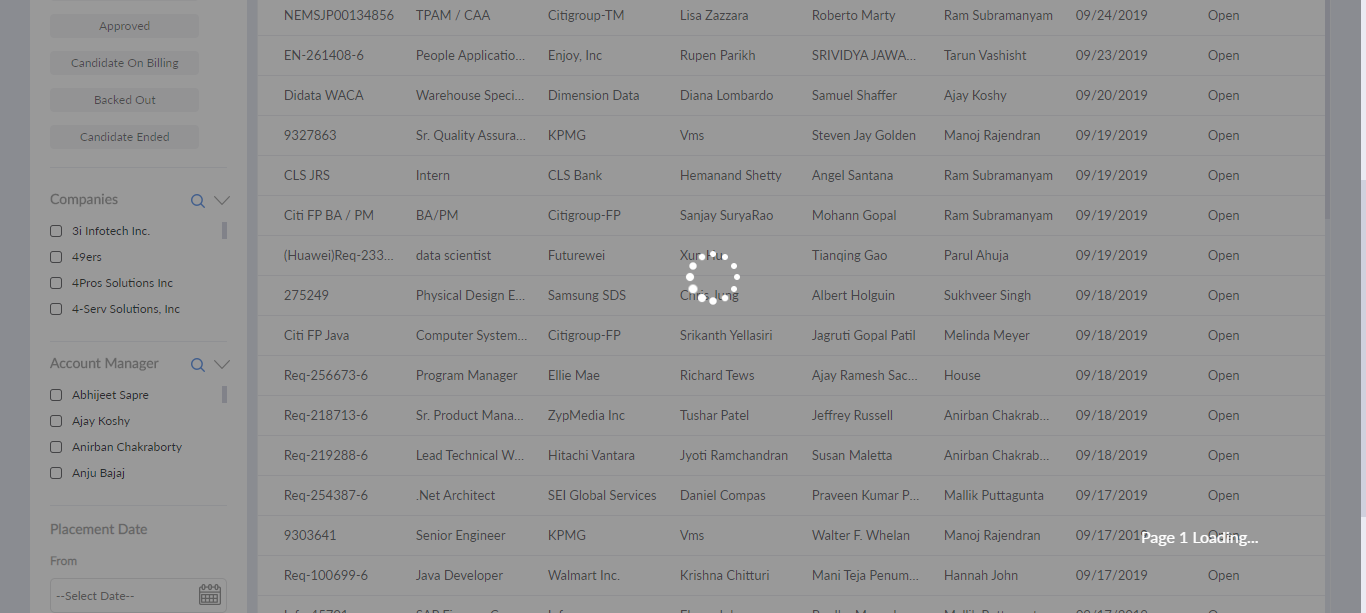 Approved
Candidate On Billing
Backed Out
Candidate Ended
Companies
3i Infotech Inc.
49ers
4Pros Solutions Inc
4-Serv Solutions, Inc
Account Manager
Abhijeet Sapre
Ajay Koshy
Anirban Chakraborty
Anju Bajaj
Placement Date
From
--Select Date--
NEMSJP00134856 TPAM / CAA Citigroup-TM Lisa Zazzara Roberto Marty Ram Subramanyam 09/24/2019 Open
EN-261408-6 People Applicatio... Enjoy, Inc Rupen Parikh SRIVIDYA JAWA... Tarun Vashisht 09/23/2019 Open
Didata WACA Warehouse Speci... Dimension Data Diana Lombardo Samuel Shaffer Ajay Koshy 09/20/2019 Open
9327863 Sr. Quality Assura... KPMG Vms Steven Jay Golden Manoj Rajendran 09/19/2019 Open
CLS JRS Intern CLS Bank Hemanand Shetty Angel Santana Ram Subramanyam 09/19/2019 Open
Citi FP BA / PM BA/PM Citigroup-FP Sanjay SuryaRao Mohann Gopal Ram Subramanyam 09/19/2019 Open
(Huawei)Req-233... data scientist Futurewei Xun Hu Tianqing Gao Parul Ahuja 09/19/2019 Open
275249 Physical Design E... Samsung SDS Chris Jung Albert Holguin Sukhveer Singh 09/18/2019 Open
Citi FP Java Computer System... Citigroup-FP Srikanth Yellasiri Jagruti Gopal Patil Melinda Meyer 09/18/2019 Open
Req-256673-6 Program Manager Ellie Mae Richard Tews Ajay Ramesh Sac... House 09/18/2019 Open
Req-218713-6 Sr. Product Mana... ZypMedia Inc Tushar Patel Jeffrey Russell Anirban Chakrab... 09/18/2019 Open
Req-219288-6 Lead Technical W... Hitachi Vantara Jyoti Ramchandran Susan Maletta Anirban Chakrab... 09/18/2019 Open
Req-254387-6 .Net Architect SEI Global Services Daniel Compas Praveen Kumar P... Mallik Puttagunta 09/17/2019 Open
9303641 Senior Engineer KPMG Vms Walter F. Whelan Manoj Rajendran 09/17/2019 Open
Page 1 Loading...
Req-100699-6 Java Developer Walmart Inc. Krishna Chitturi Mani Teja Penum... Hannah John 09/17/2019 Open